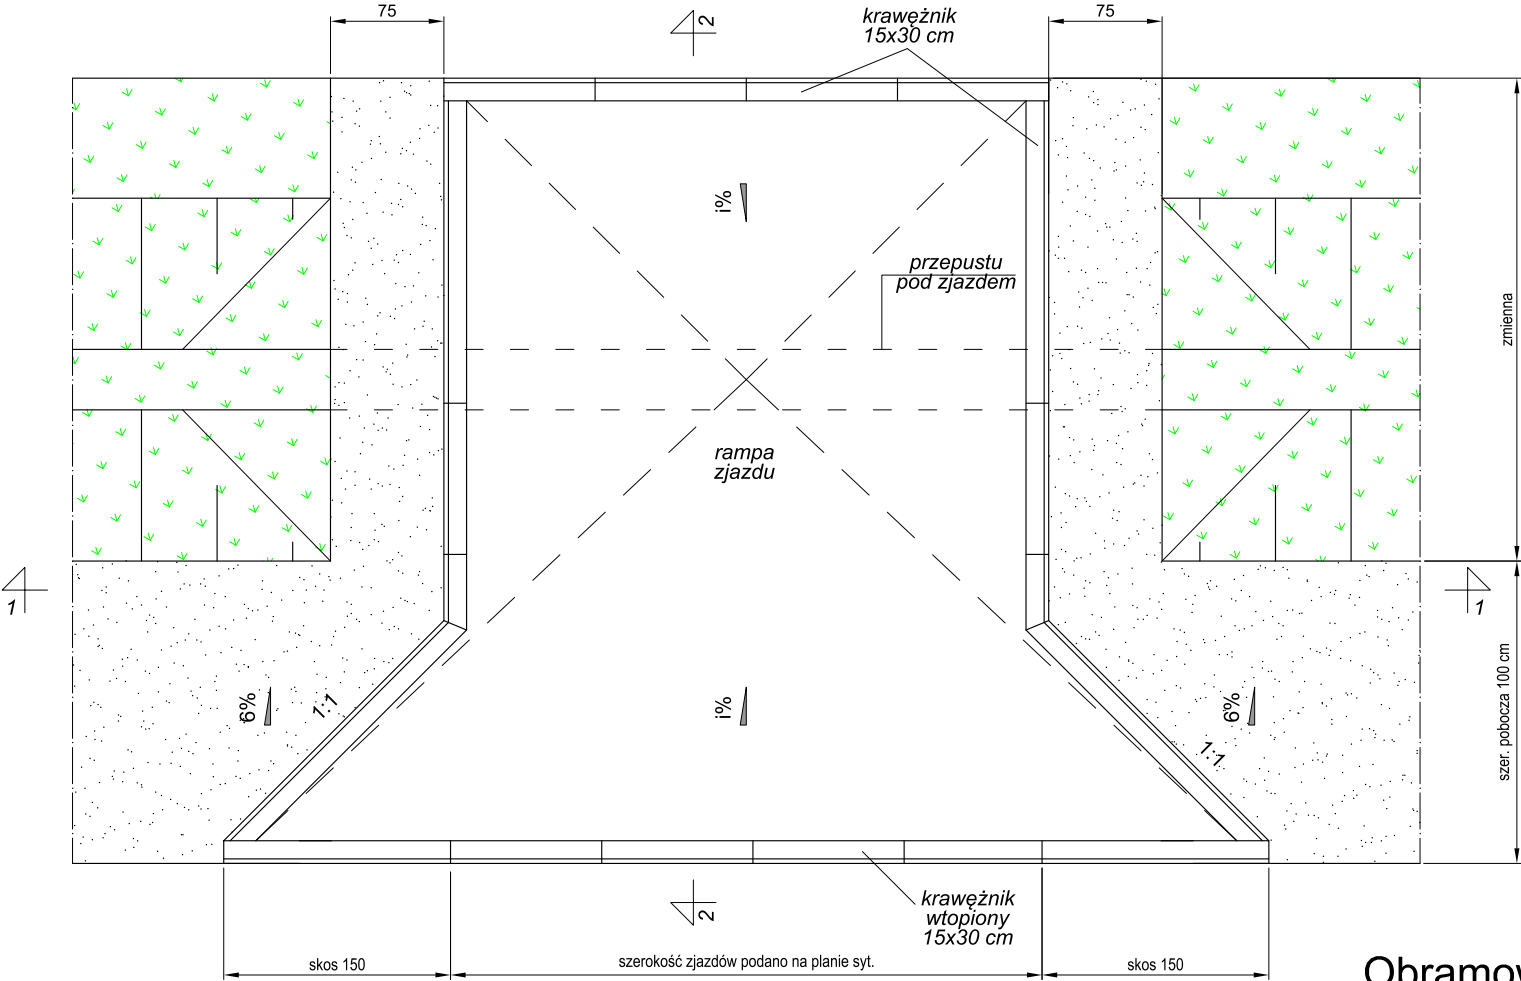 75
2
krawężnik
15x30 cm
75
i%
przepustu
pod zjazdem
zmienna
rampa
zjazdu
1
1
6%
1:1
i%
6%
1:1
szer. pobocza 100 cm
krawężnik
wtopiony
15x30 cm
2
skos 150
szerokość zjazdów podano na planie syt.
skos 150